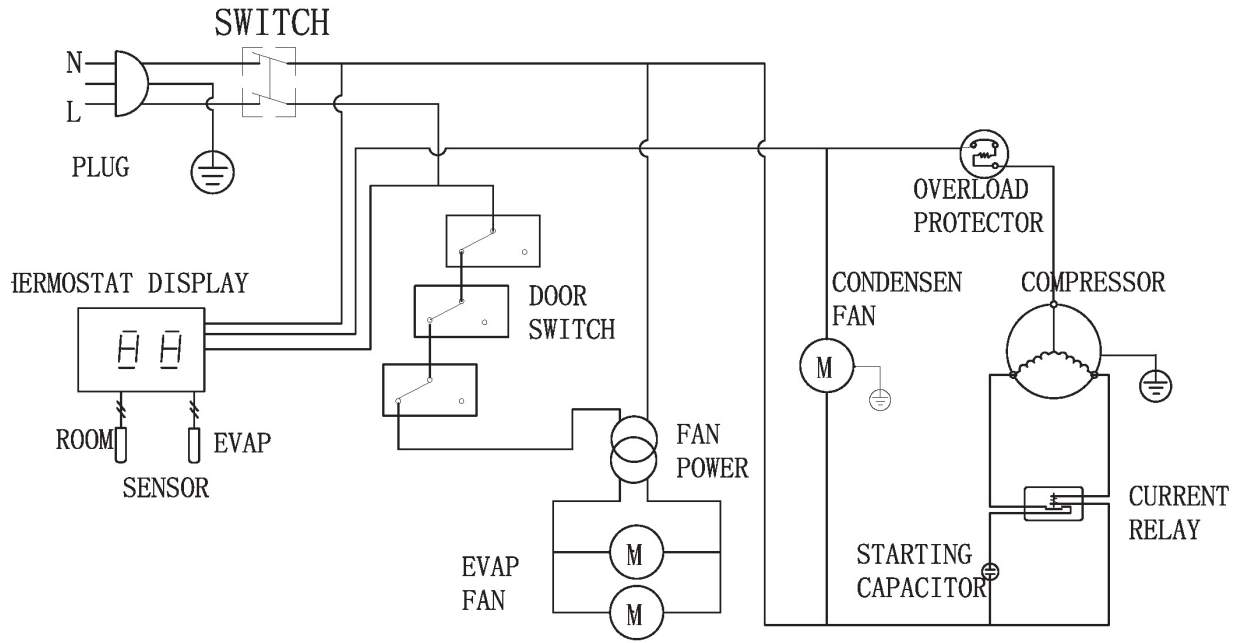 SWITCH
N
L
PLUG
OVERLOAD
PROTECTOR
HERMOSTAT DISPLAY
DOOR
SWITCH
CONDENSEN
FAN
COMPRESSOR
88
M
ROOM
EVAP
SENSOR
FAN
POWER
CURRENT
RELAY
EVAP
FAN
M
M
STARTING
CAPACITOR